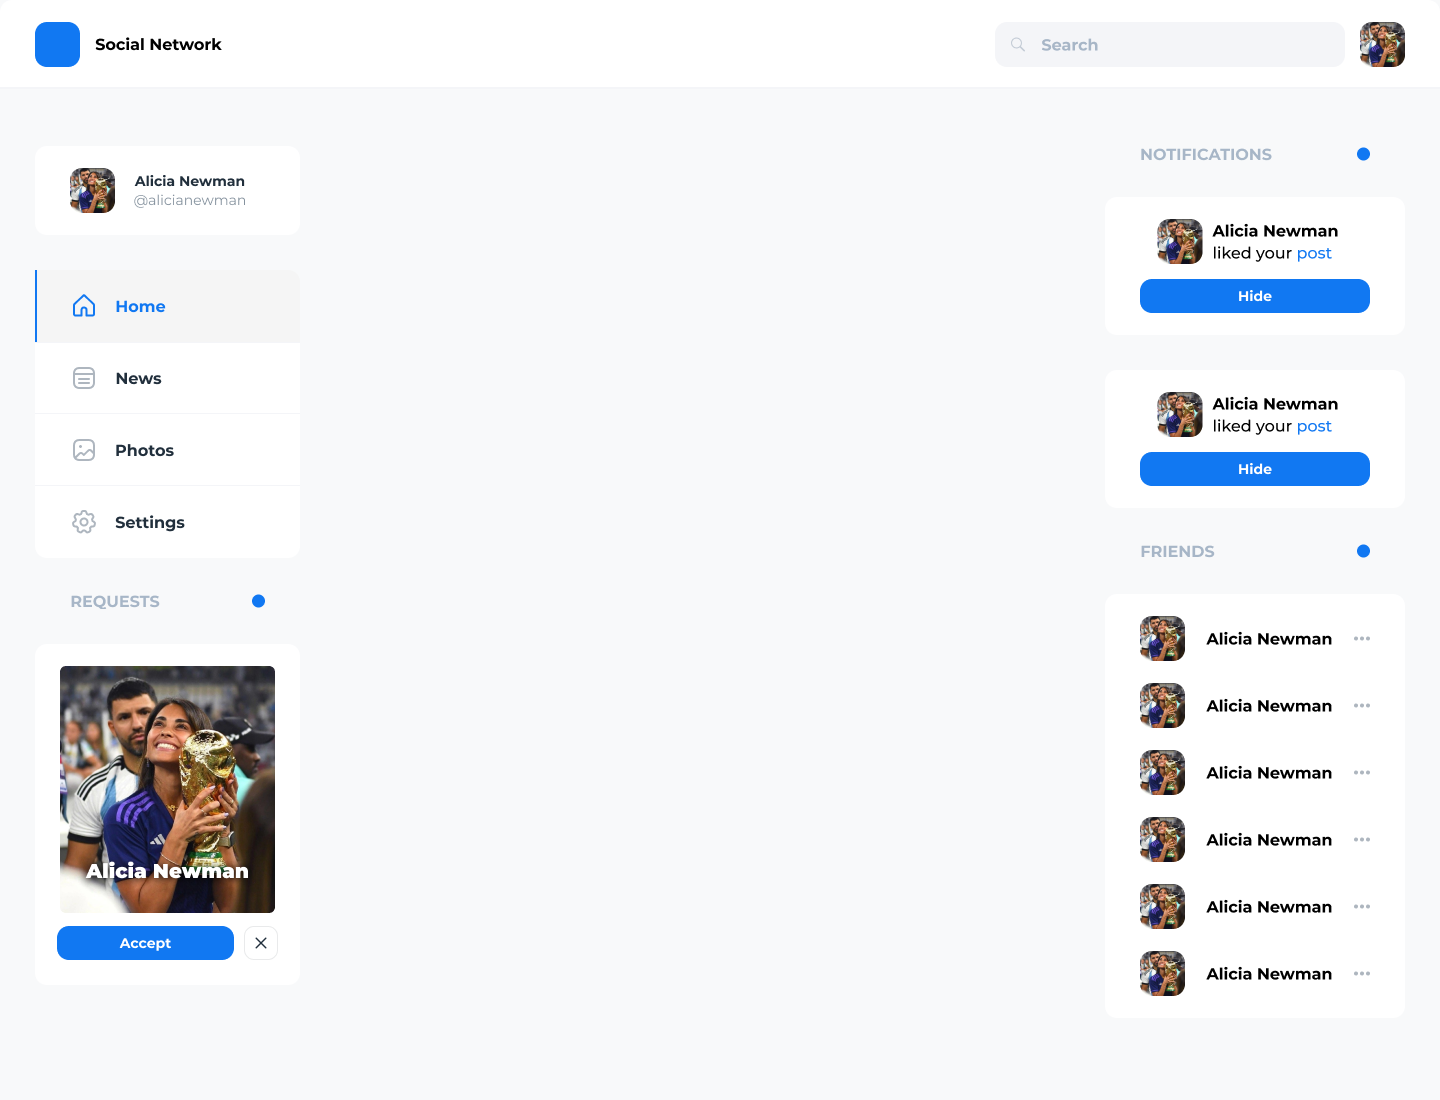 Social Network
Search
Alicia Newman
@alicianewman
Home
News
Photos
Settings
REQUESTS
Alicia Newman
Accept
NOTIFICATIONS
Alicia Newman
liked your post
Hide
Alicia Newman
liked your post
Hide
FRIENDS
Alicia Newman
Alicia Newman
Alicia Newman
Alicia Newman
Alicia Newman
Alicia Newman